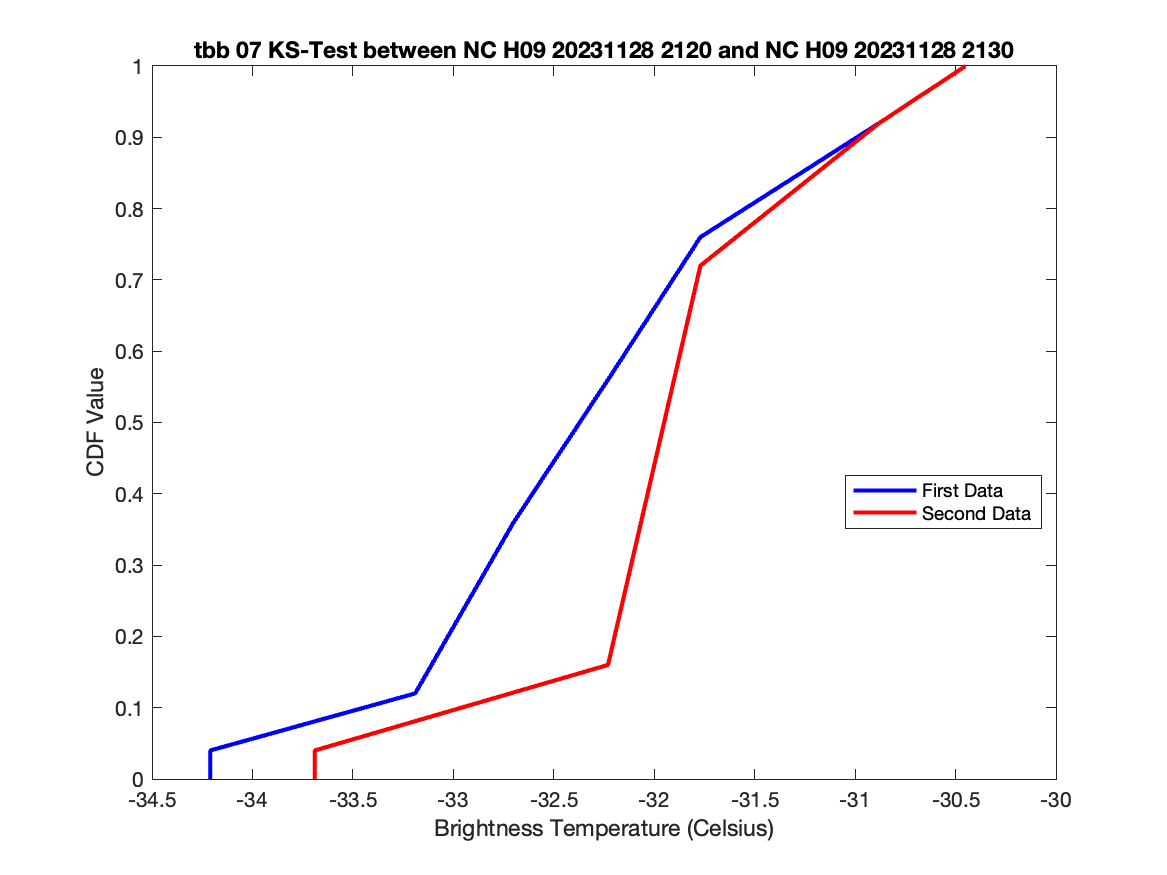 tbb 07 KS-Test between NC H09 20231128 2120 and NC H09 20231128 2130
1
0.9
0.8
0.7
0.6
0.5
0.4
0.3
0.2
0.1
0
CDF Value
First Data
Second Data
-34.5 -34 -33.5 -33 -32.5 -32 -31.5 -31 -30.5 -30
Brightness Temperature (Celsius)